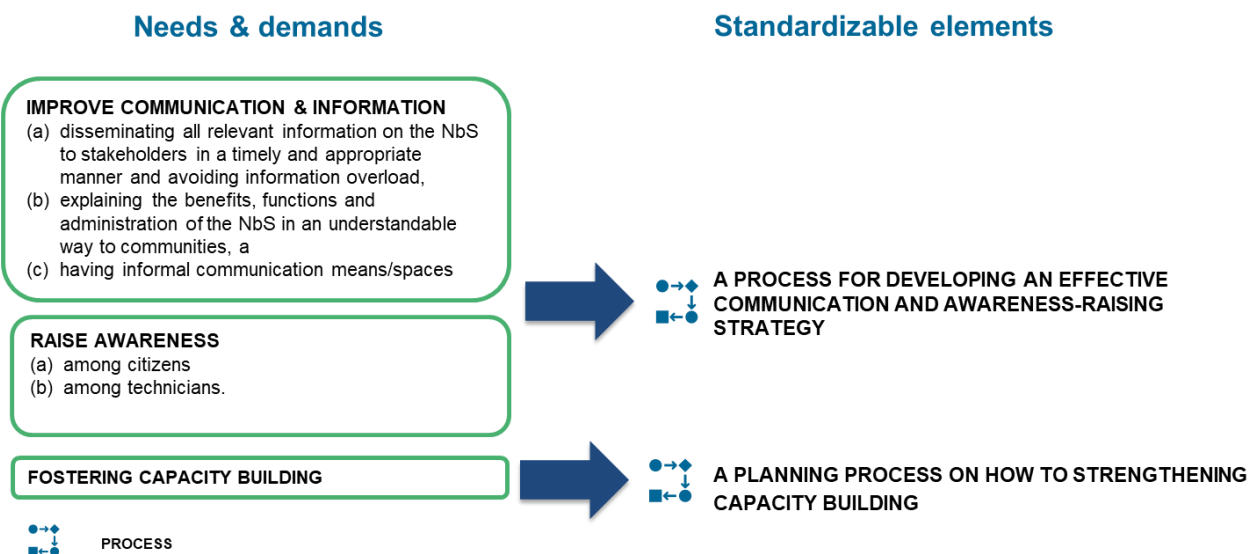 Needs & demands
Standardizable elements
IMPROVE COMMUNICATION & INFORMATION
(a) disseminating all relevant information on the NbS
to stakeholders in a timely and appropriate
manner and avoiding information overload,
(b) explaining the benefits, functions and
administration of the NbS in an understandable
way to communities, a
(c) having informal communication means/spaces
RAISE AWARENESS
(a) among citizens
(b) among technicians.
A PROCESS FOR DEVELOPING AN EFFECTIVE
COMMUNICATION AND AWARENESS-RAISING
STRATEGY
FOSTERING CAPACITY BUILDING
A PLANNING PROCESS ON HOW TO STRENGTHENING
CAPACITY BUILDING
PROCESS